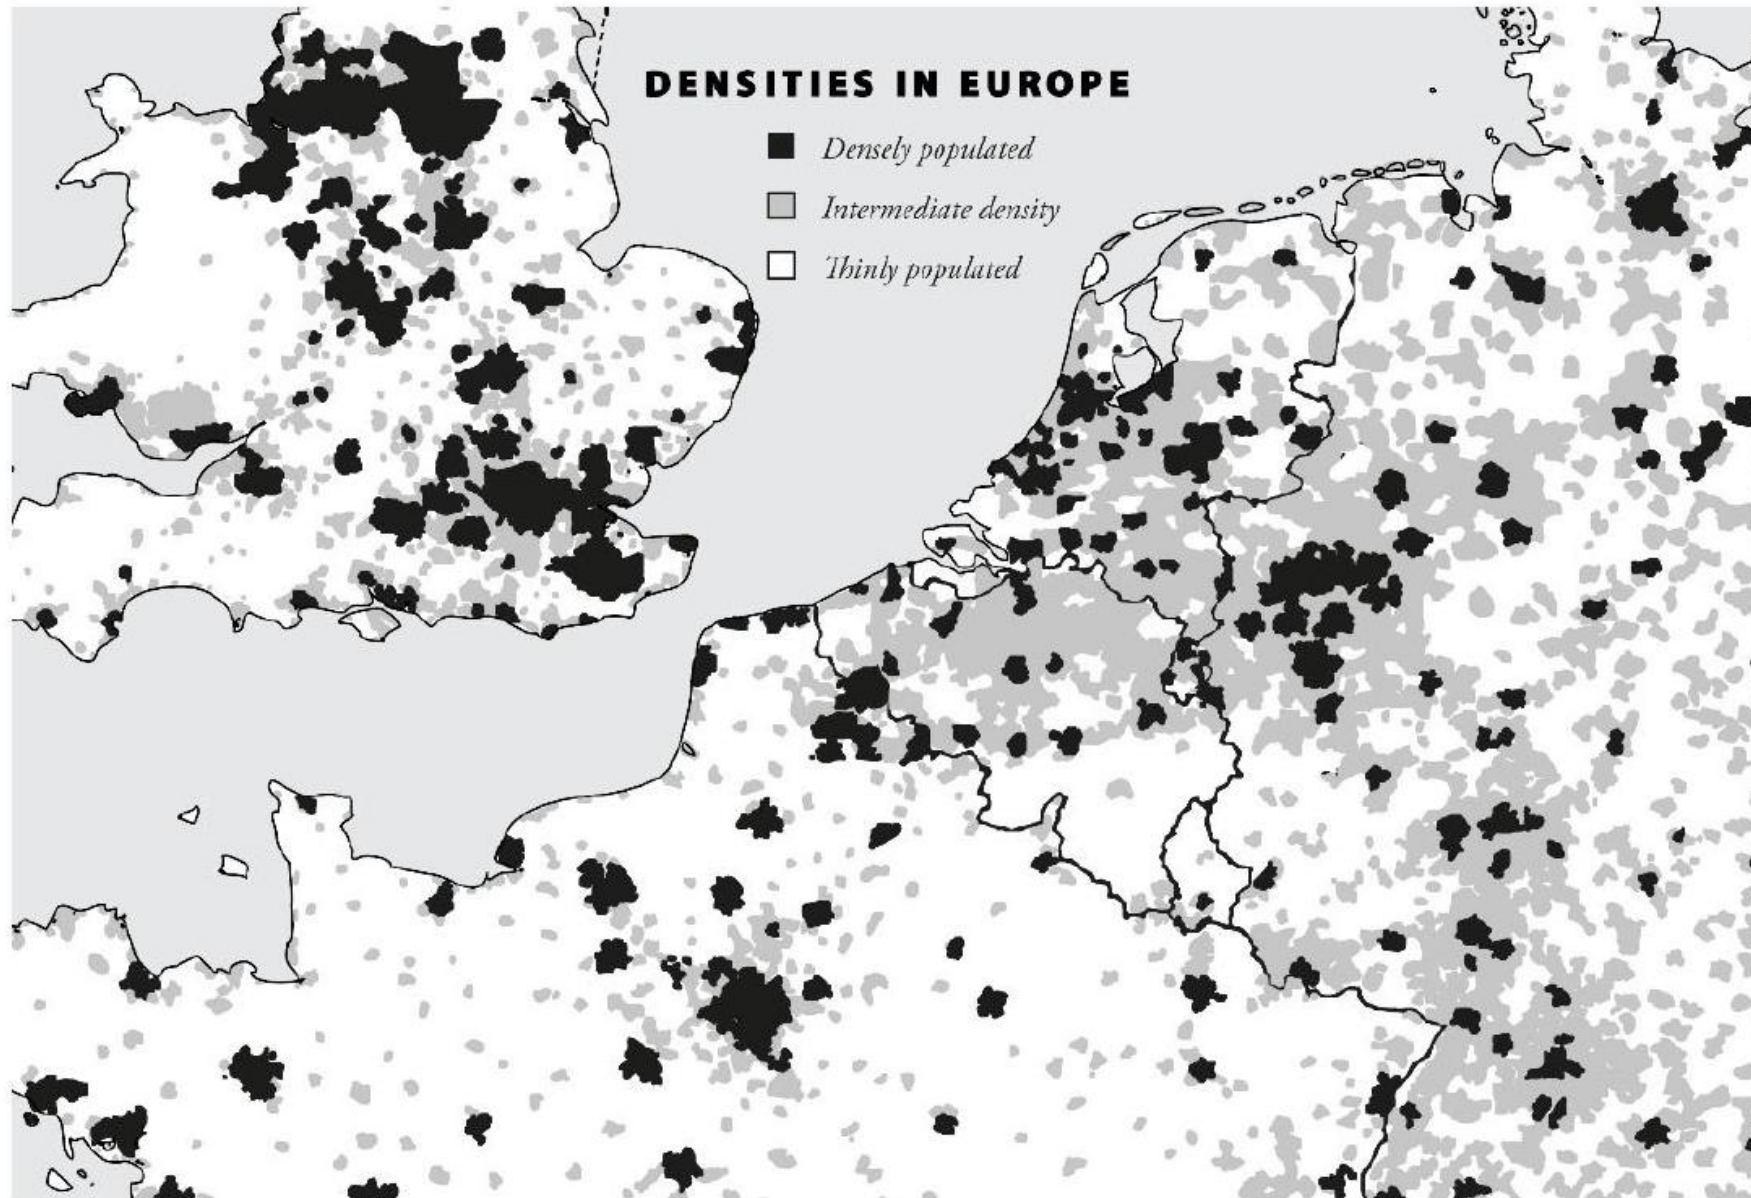 DENSITIES IN EUROPE
Densely populated
Intermediate density
Thinly populated